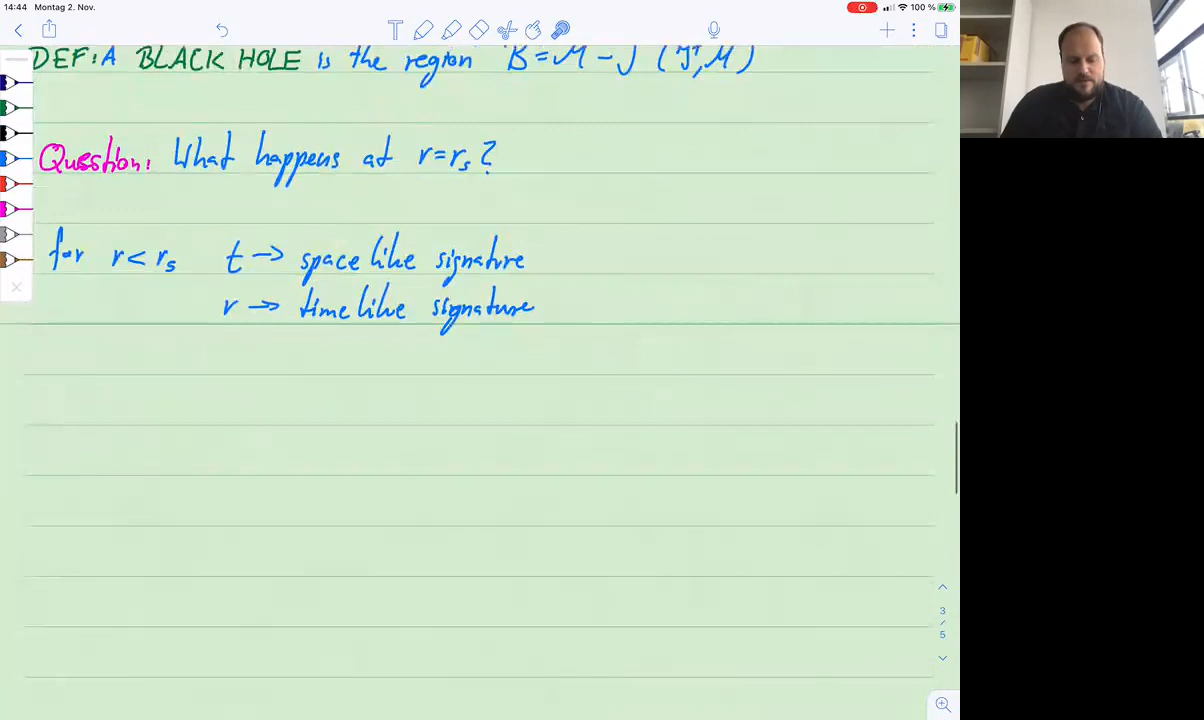 14:44 Montag 2. Nov. 100 %
DEF: A BLACK HOLE is the region B = M - J⁻(J⁺, M)
Question: What happens at r=rₛ?
for r < rₛ t → space like signature
r → time like signature
3
/
5